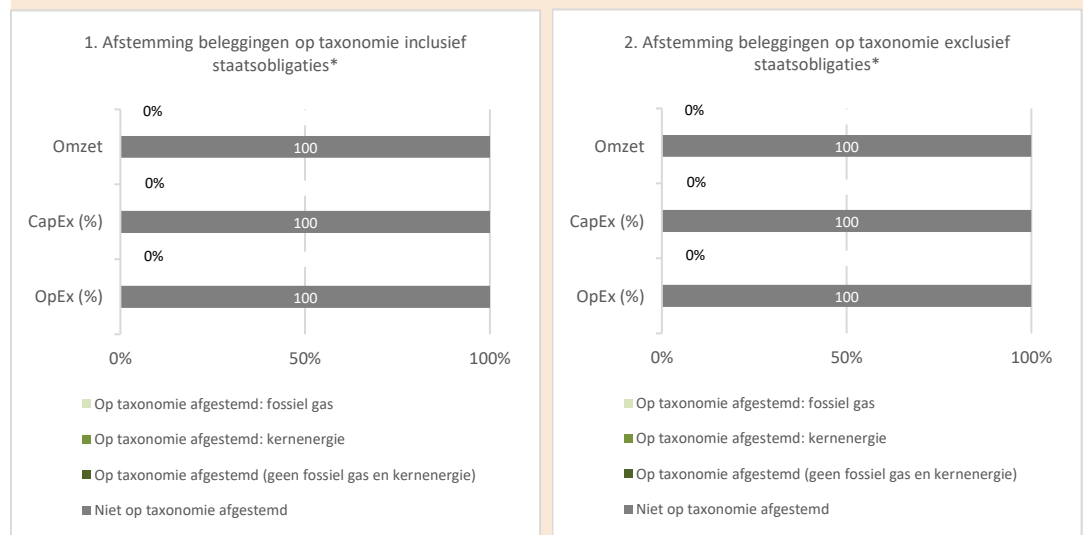 1. Afstemming beleggingen op taxonomie inclusief
staatsobligaties*
0%
Omzet
100
0%
CapEx (%)
100
0%
OpEx (%)
100
0%
50%
100%
Op taxonomie afgestemd: fossiel gas
Op taxonomie afgestemd: kernenergie
Op taxonomie afgestemd (geen fossiel gas en kernenergie)
Niet op taxonomie afgestemd
2. Afstemming beleggingen op taxonomie exclusief
staatsobligaties*
0%
Omzet
100
0%
CapEx (%)
100
0%
OpEx (%)
100
0%
50%
100%
Op taxonomie afgestemd: fossiel gas
Op taxonomie afgestemd: kernenergie
Op taxonomie afgestemd (geen fossiel gas en kernenergie)
Niet op taxonomie afgestemd